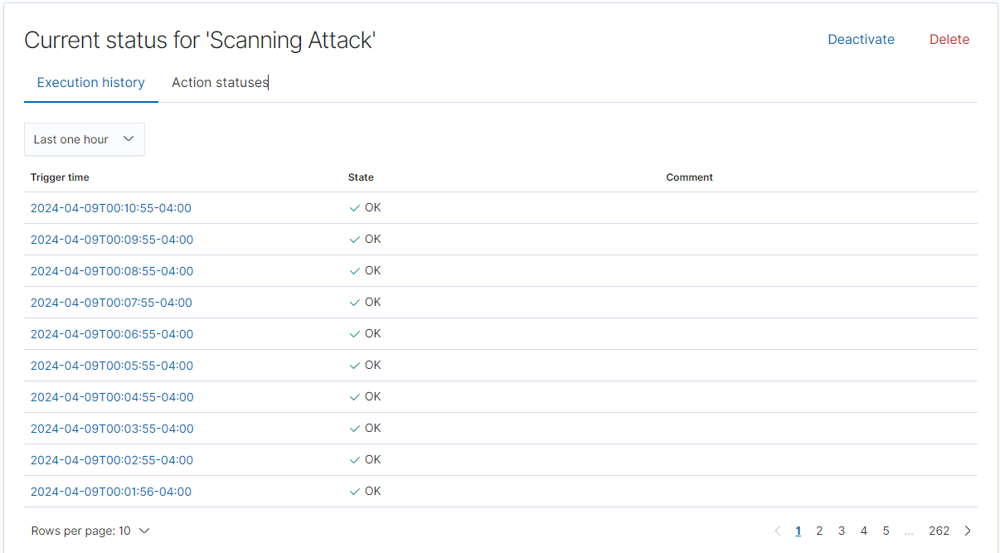 Current status for 'Scanning Attack' Deactivate Delete
Execution history Action statuses
Last one hour
Trigger time State Comment
2024-04-09T00:10:55-04:00 OK
2024-04-09T00:09:55-04:00 OK
2024-04-09T00:08:55-04:00 OK
2024-04-09T00:07:55-04:00 OK
2024-04-09T00:06:55-04:00 OK
2024-04-09T00:05:55-04:00 OK
2024-04-09T00:04:55-04:00 OK
2024-04-09T00:03:55-04:00 OK
2024-04-09T00:02:55-04:00 OK
2024-04-09T00:01:56-04:00 OK
Rows per page: 10 1 2 3 4 5 ... 262